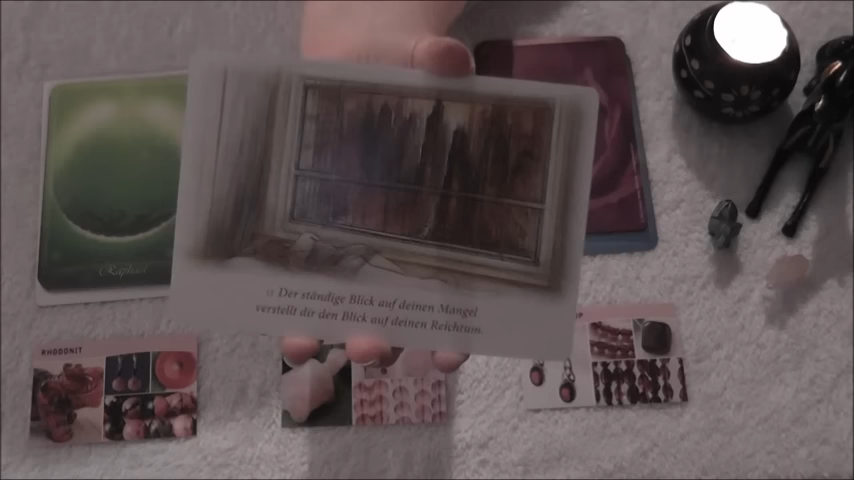 Raphael
Der ständige Blick auf deinen Mangel
verstellt dir den Blick auf deinen Reichtum
RHODONIT